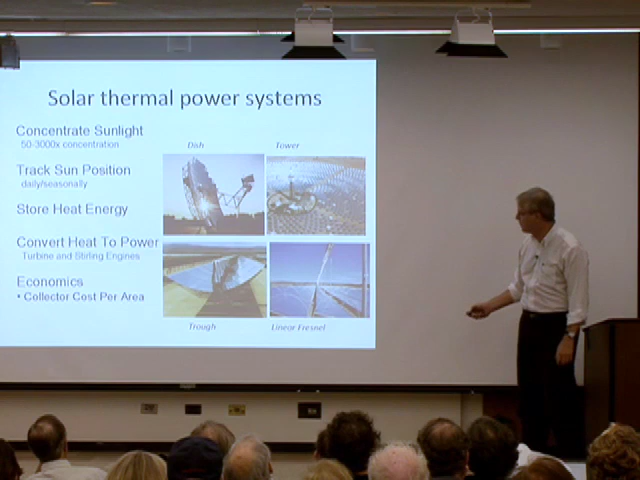 Solar thermal power systems
Concentrate Sunlight
50-3000x concentration
Track Sun Position
daily/seasonally
Store Heat Energy
Convert Heat To Power
Turbine and Stirling Engines
Economics
• Collector Cost Per Area
Dish
Tower
Trough
Linear Fresnel